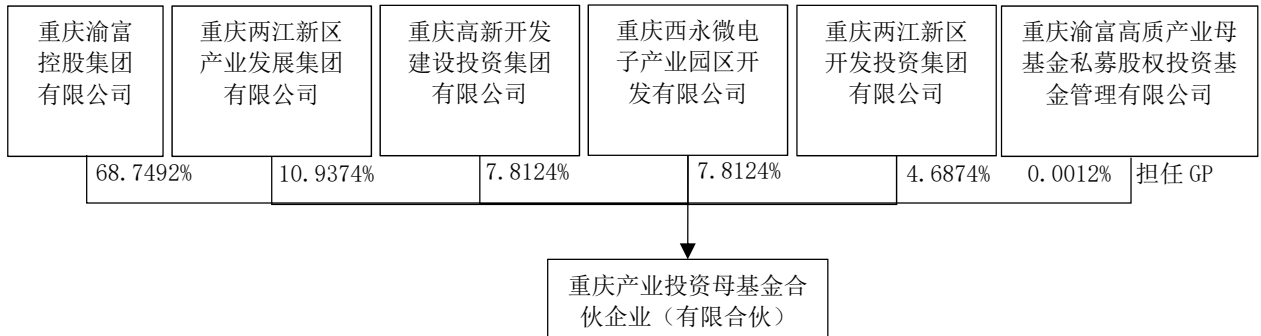 重庆渝富
控股集团
有限公司
重庆两江新区
产业发展集团
有限公司
重庆高新开发
建设投资集团
有限公司
重庆西永微电
子产业园区开
发有限公司
重庆两江新区
开发投资集团
有限公司
重庆渝富高质产业母
基金私募股权投资基
金管理有限公司
68.7492%
10.9374%
7.8124%
7.8124%
4.6874%
0.0012%
担任 GP
重庆产业投资母基金合
伙企业（有限合伙）